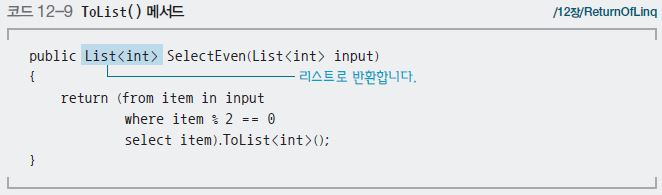 코드 12-9 ToList() 메서드 /12장/ReturnOfLinq
public List<int> SelectEven(List<int> input)
{ 리스트로 반환합니다.
return (from item in input
where item % 2 == 0
select item).ToList<int>();
}